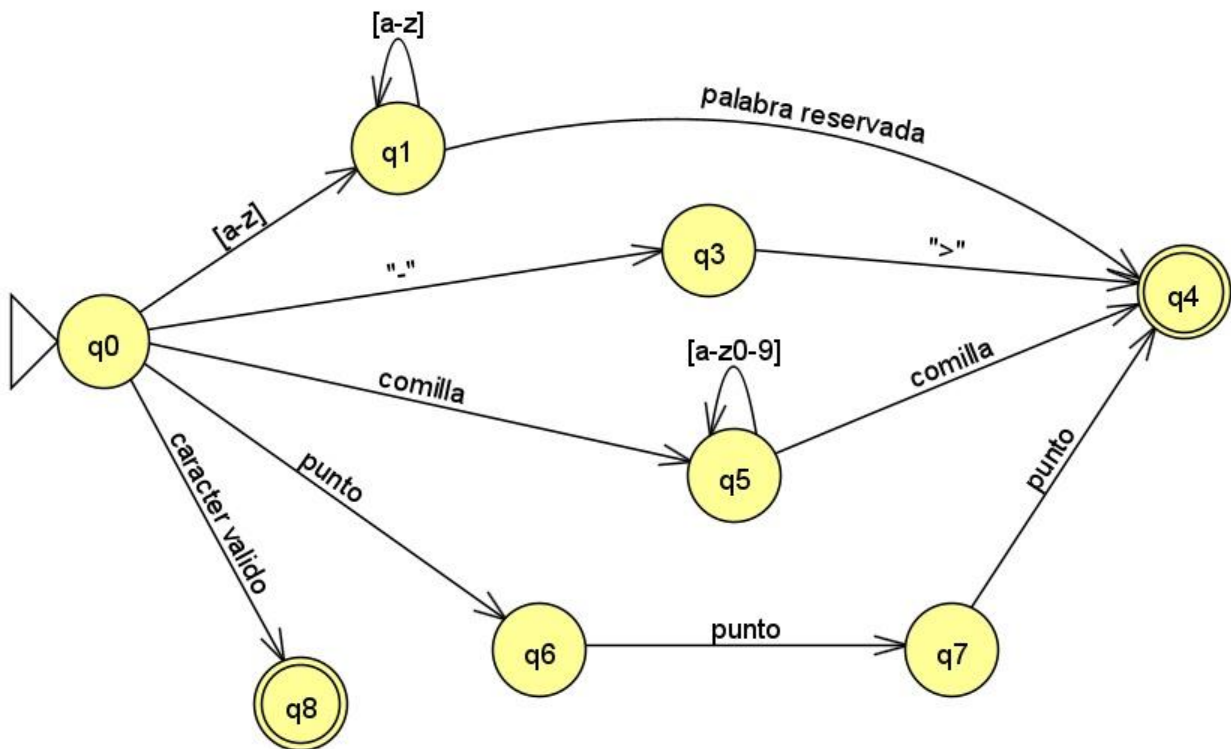 [a-z]
palabra reservada
q1
[a-z]
"-"
q3
">"
q4
q0
comilla
[a-z0-9]
comilla
q5
punto
punto
caracter valido
q6
punto
q7
q8